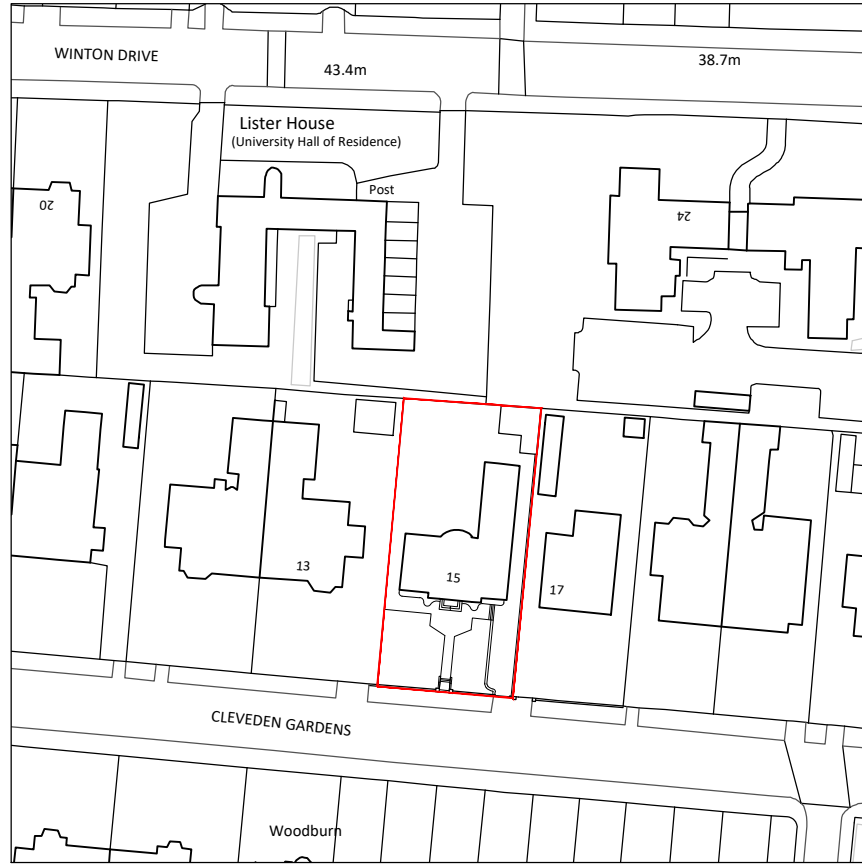 WINTON DRIVE
43.4m
38.7m
Lister House
(University Hall of Residence)
Post
20
24
13
15
17
CLEVEDEN GARDENS
Woodburn